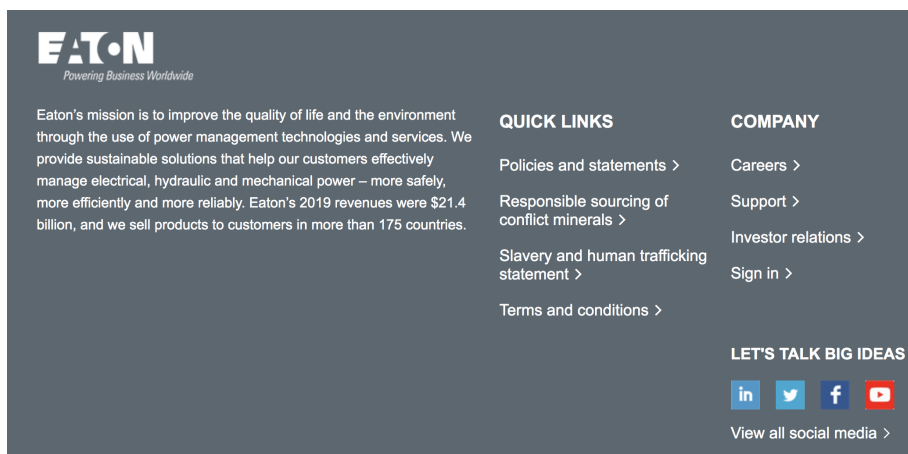 EATON
Powering Business Worldwide
Eaton’s mission is to improve the quality of life and the environment
through the use of power management technologies and services. We
provide sustainable solutions that help our customers effectively
manage electrical, hydraulic and mechanical power – more safely,
more efficiently and more reliably. Eaton’s 2019 revenues were $21.4
billion, and we sell products to customers in more than 175 countries.
QUICK LINKS
Policies and statements >
Responsible sourcing of
conflict minerals >
Slavery and human trafficking
statement >
Terms and conditions >
COMPANY
Careers >
Support >
Investor relations >
Sign in >
LET'S TALK BIG IDEAS
in
f
View all social media >